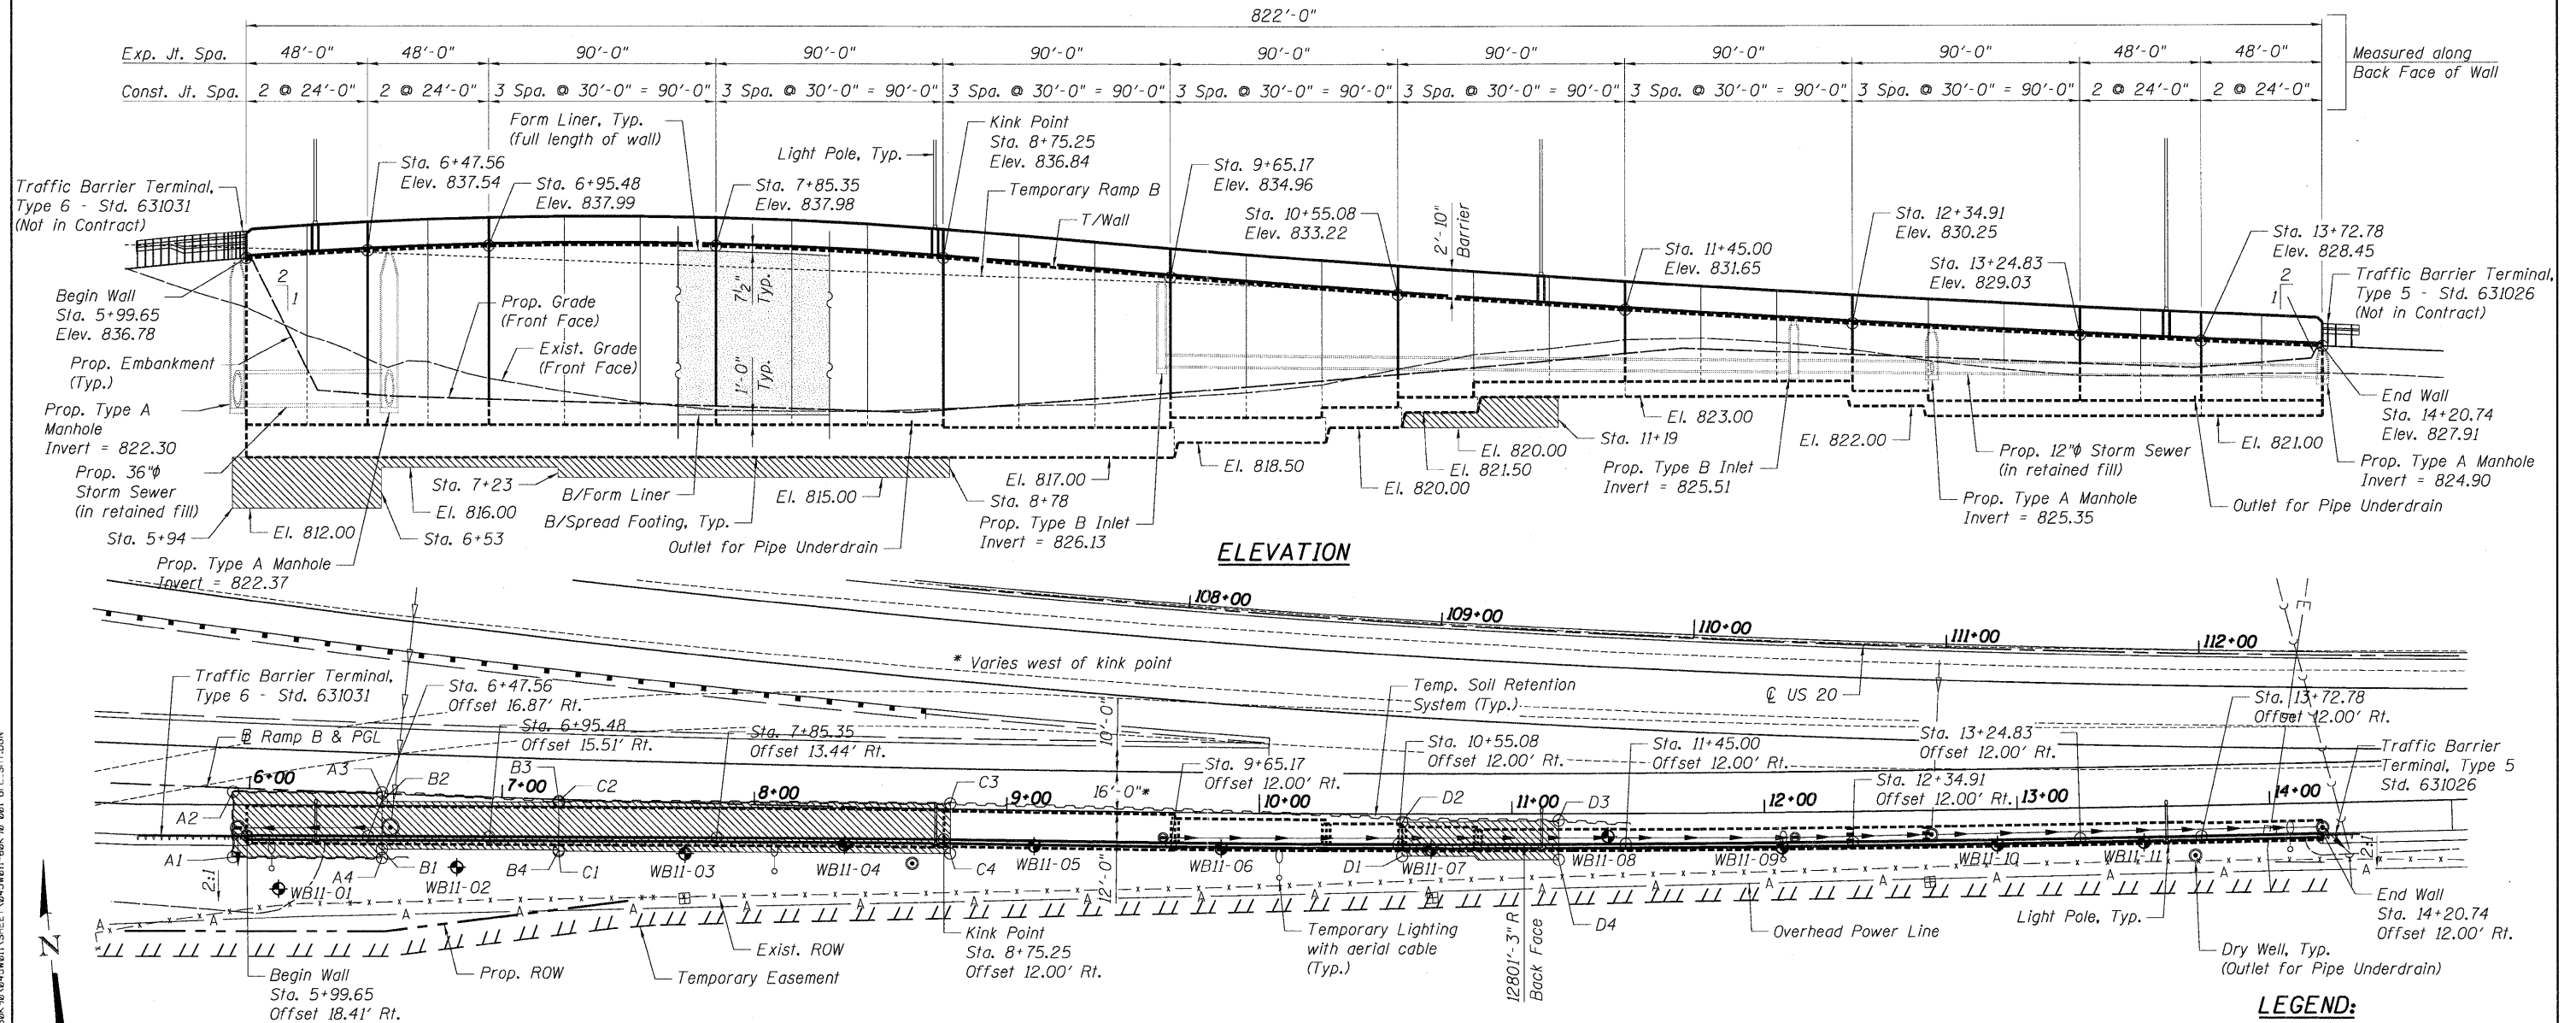 822'-0"
Exp. Jt. Spa.
48'-0"
48'-0"
90'-0"
90'-0"
90'-0"
90'-0"
90'-0"
90'-0"
90'-0"
48'-0"
48'-0"
Measured along
Back Face of Wall
Const. Jt. Spa.
2 @ 24'-0"
2 @ 24'-0"
3 Spa. @ 30'-0" = 90'-0"
3 Spa. @ 30'-0" = 90'-0"
3 Spa. @ 30'-0" = 90'-0"
3 Spa. @ 30'-0" = 90'-0"
3 Spa. @ 30'-0" = 90'-0"
3 Spa. @ 30'-0" = 90'-0"
3 Spa. @ 30'-0" = 90'-0"
2 @ 24'-0"
2 @ 24'-0"
Traffic Barrier Terminal,
Type 6 - Std. 631031
(Not in Contract)
Sta. 6+47.56
Elev. 837.54
Form Liner, Typ.
(full length of wall)
Sta. 6+95.48
Elev. 837.99
Light Pole, Typ.
Sta. 7+85.35
Elev. 837.98
Kink Point
Sta. 8+75.25
Elev. 836.84
Temporary Ramp B
T/Wall
Sta. 9+65.17
Elev. 834.96
Sta. 10+55.08
Elev. 833.22
2'-10"
Barrier
Sta. 11+45.00
Elev. 831.65
Sta. 12+34.91
Elev. 830.25
Sta. 13+24.83
Elev. 829.03
Sta. 13+72.78
Elev. 828.45
2
1
Traffic Barrier Terminal,
Type 5 - Std. 631026
(Not in Contract)
Begin Wall
Sta. 5+99.65
Elev. 836.78
2
1
Prop. Grade
(Front Face)
Exist. Grade
(Front Face)
7½"
Typ.
1'-0"
Typ.
Prop. Embankment
(Typ.)
Prop. Type A
Manhole
Invert = 822.30
Prop. 36"ϕ
Storm Sewer
(in retained fill)
Sta. 5+94
El. 812.00
Sta. 6+53
Prop. Type A Manhole
Invert = 822.37
Sta. 7+23
El. 816.00
B/Form Liner
B/Spread Footing, Typ.
El. 815.00
Outlet for Pipe Underdrain
El. 817.00
Sta. 8+78
Prop. Type B Inlet
Invert = 826.13
El. 818.50
El. 820.00
El. 821.50
El. 820.00
Sta. 11+19
El. 823.00
Prop. Type B Inlet
Invert = 825.51
El. 822.00
Prop. 12"ϕ Storm Sewer
(in retained fill)
Prop. Type A Manhole
Invert = 825.35
El. 821.00
Outlet for Pipe Underdrain
End Wall
Sta. 14+20.74
Elev. 827.91
Prop. Type A Manhole
Invert = 824.90
ELEVATION
108+00
109+00
110+00
111+00
112+00
E
* Varies west of kink point
Traffic Barrier Terminal,
Type 6 - Std. 631031
Sta. 6+47.56
Offset 16.87' Rt.
Sta. 6+95.48
Offset 15.51' Rt.
Sta. 7+85.35
Offset 13.44' Rt.
℄ Ramp B & PGL
10'-0"
16'-0"*
12'-0"
Temp. Soil Retention
System (Typ.)
℄ US 20
Sta. 9+65.17
Offset 12.00' Rt.
Sta. 10+55.08
Offset 12.00' Rt.
Sta. 11+45.00
Offset 12.00' Rt.
Sta. 12+34.91
Offset 12.00' Rt.
Sta. 13+24.83
Offset 12.00' Rt.
Sta. 13+72.78
Offset 12.00' Rt.
Traffic Barrier
Terminal, Type 5
Std. 631026
6+00
7+00
8+00
9+00
10+00
11+00
12+00
13+00
14+00
A1
A2
A3
A4
B1
B2
B3
B4
C1
C2
C3
C4
D1
D2
D3
D4
2:1
2:1
WB11-01
WB11-02
WB11-03
WB11-04
WB11-05
WB11-06
WB11-07
WB11-08
WB11-09
WB11-10
WB11-11
N
Begin Wall
Sta. 5+99.65
Offset 18.41' Rt.
Prop. ROW
Temporary Easement
Exist. ROW
Kink Point
Sta. 8+75.25
Offset 12.00' Rt.
Temporary Lighting
with aerial cable
(Typ.)
12801'-3" R
Back Face
Overhead Power Line
Light Pole, Typ.
Dry Well, Typ.
(Outlet for Pipe Underdrain)
End Wall
Sta. 14+20.74
Offset 12.00' Rt.
LEGEND: